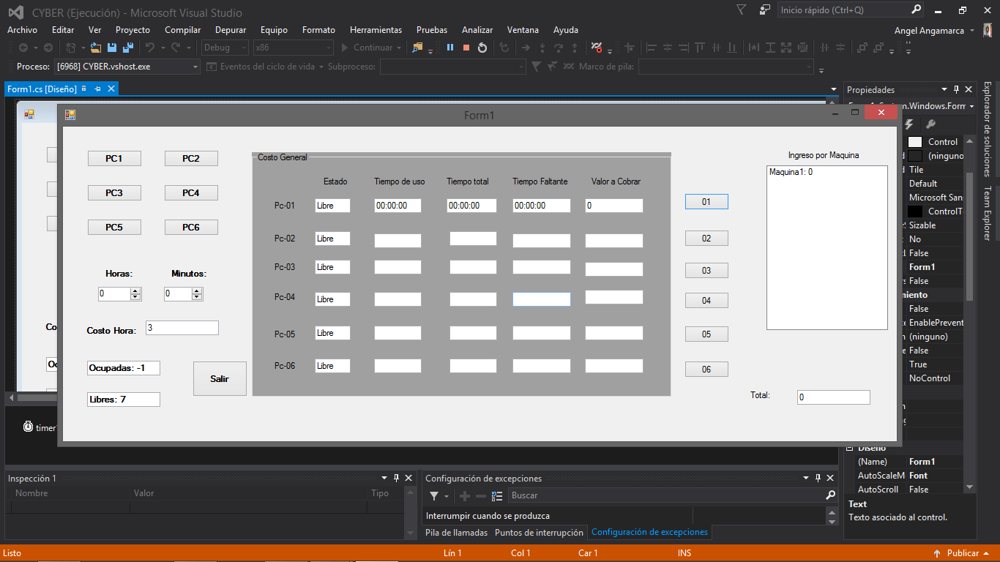 CYBER (Ejecución) - Microsoft Visual Studio
Inicio rápido (Ctrl+Q)
Archivo Editar Ver Proyecto Compilar Depurar Equipo Formato Herramientas Pruebas Analizar Ventana Ayuda
Angel Angamarca
Debug x86 Continuar
Proceso: [6968] CYBER.vshost.exe Eventos del ciclo de vida Subproceso: Marco de pila:
Form1.cs [Diseño]
Form1
PC1 PC2
PC3 PC4
PC5 PC6
Horas: Minutos:
0 0
Costo Hora: 3
Ocupadas: -1
Libres: 7
Salir
Costo General
Estado Tiempo de uso Tiempo total Tiempo Faltante Valor a Cobrar
Pc-01 Libre 00:00:00 00:00:00 00:00:00 0
Pc-02 Libre
Pc-03 Libre
Pc-04 Libre
Pc-05 Libre
Pc-06 Libre
01
02
03
04
05
06
Ingreso por Maquina
Maquina1: 0
Total: 0
Co
timer
Propiedades
.Windows.Form
Control
(ninguno
Tile
Default
Microsoft San
ControlT
Sizable
No
False
Form1
False
miento
False
EnablePrevent
(ninguno)
False
True
NoControl
Diseño
(Name) Form1
AutoScaleM Font
AutoScroll False
Text
Texto asociado al control.
Explorador de soluciones
Team Explorer
Inspección 1
Nombre Valor Tipo
Configuración de excepciones
Buscar
Interrumpir cuando se produzca
Pila de llamadas Puntos de interrupción Configuración de excepciones
Listo Lín 1 Col 1 Car 1 INS Publicar